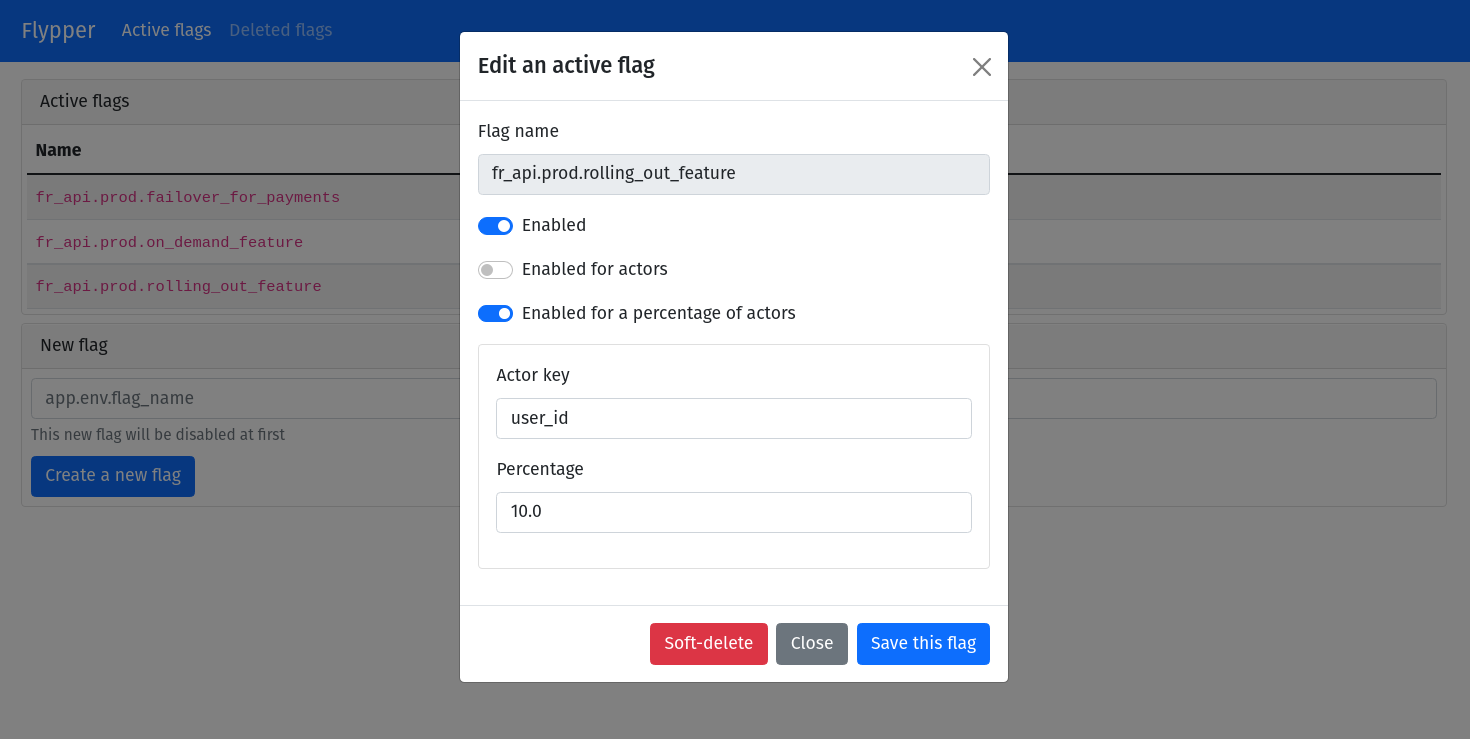 Flypper Active flags Deleted flags
Edit an active flag
Active flags
Name
fr_api.prod.failover_for_payments
fr_api.prod.on_demand_feature
fr_api.prod.rolling_out_feature
New flag
app.env.flag_name
This new flag will be disabled at first
Create a new flag
Flag name
fr_api.prod.rolling_out_feature
Enabled
Enabled for actors
Enabled for a percentage of actors
Actor key
user_id
Percentage
10.0
Soft-delete Close Save this flag